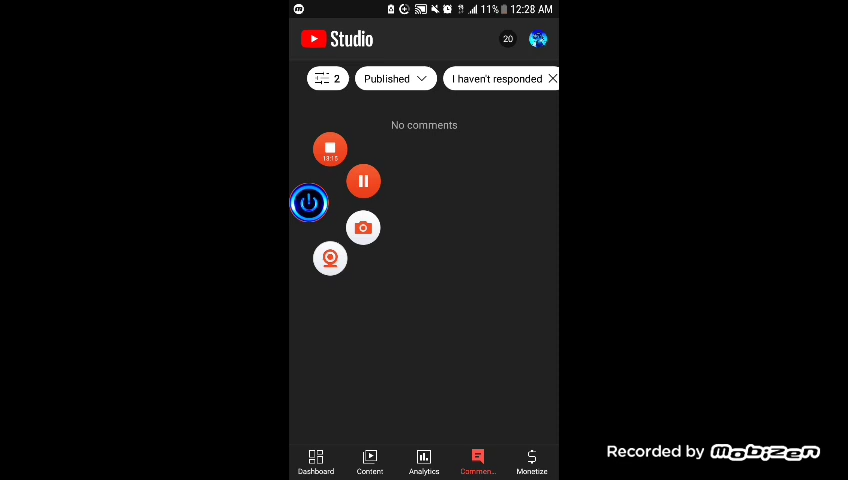 11% 12:28 AM
Studio
20
2
Published
I haven't responded
No comments
13:15
Recorded by Mobizen
Dashboard
Content
Analytics
Commen...
Monetize